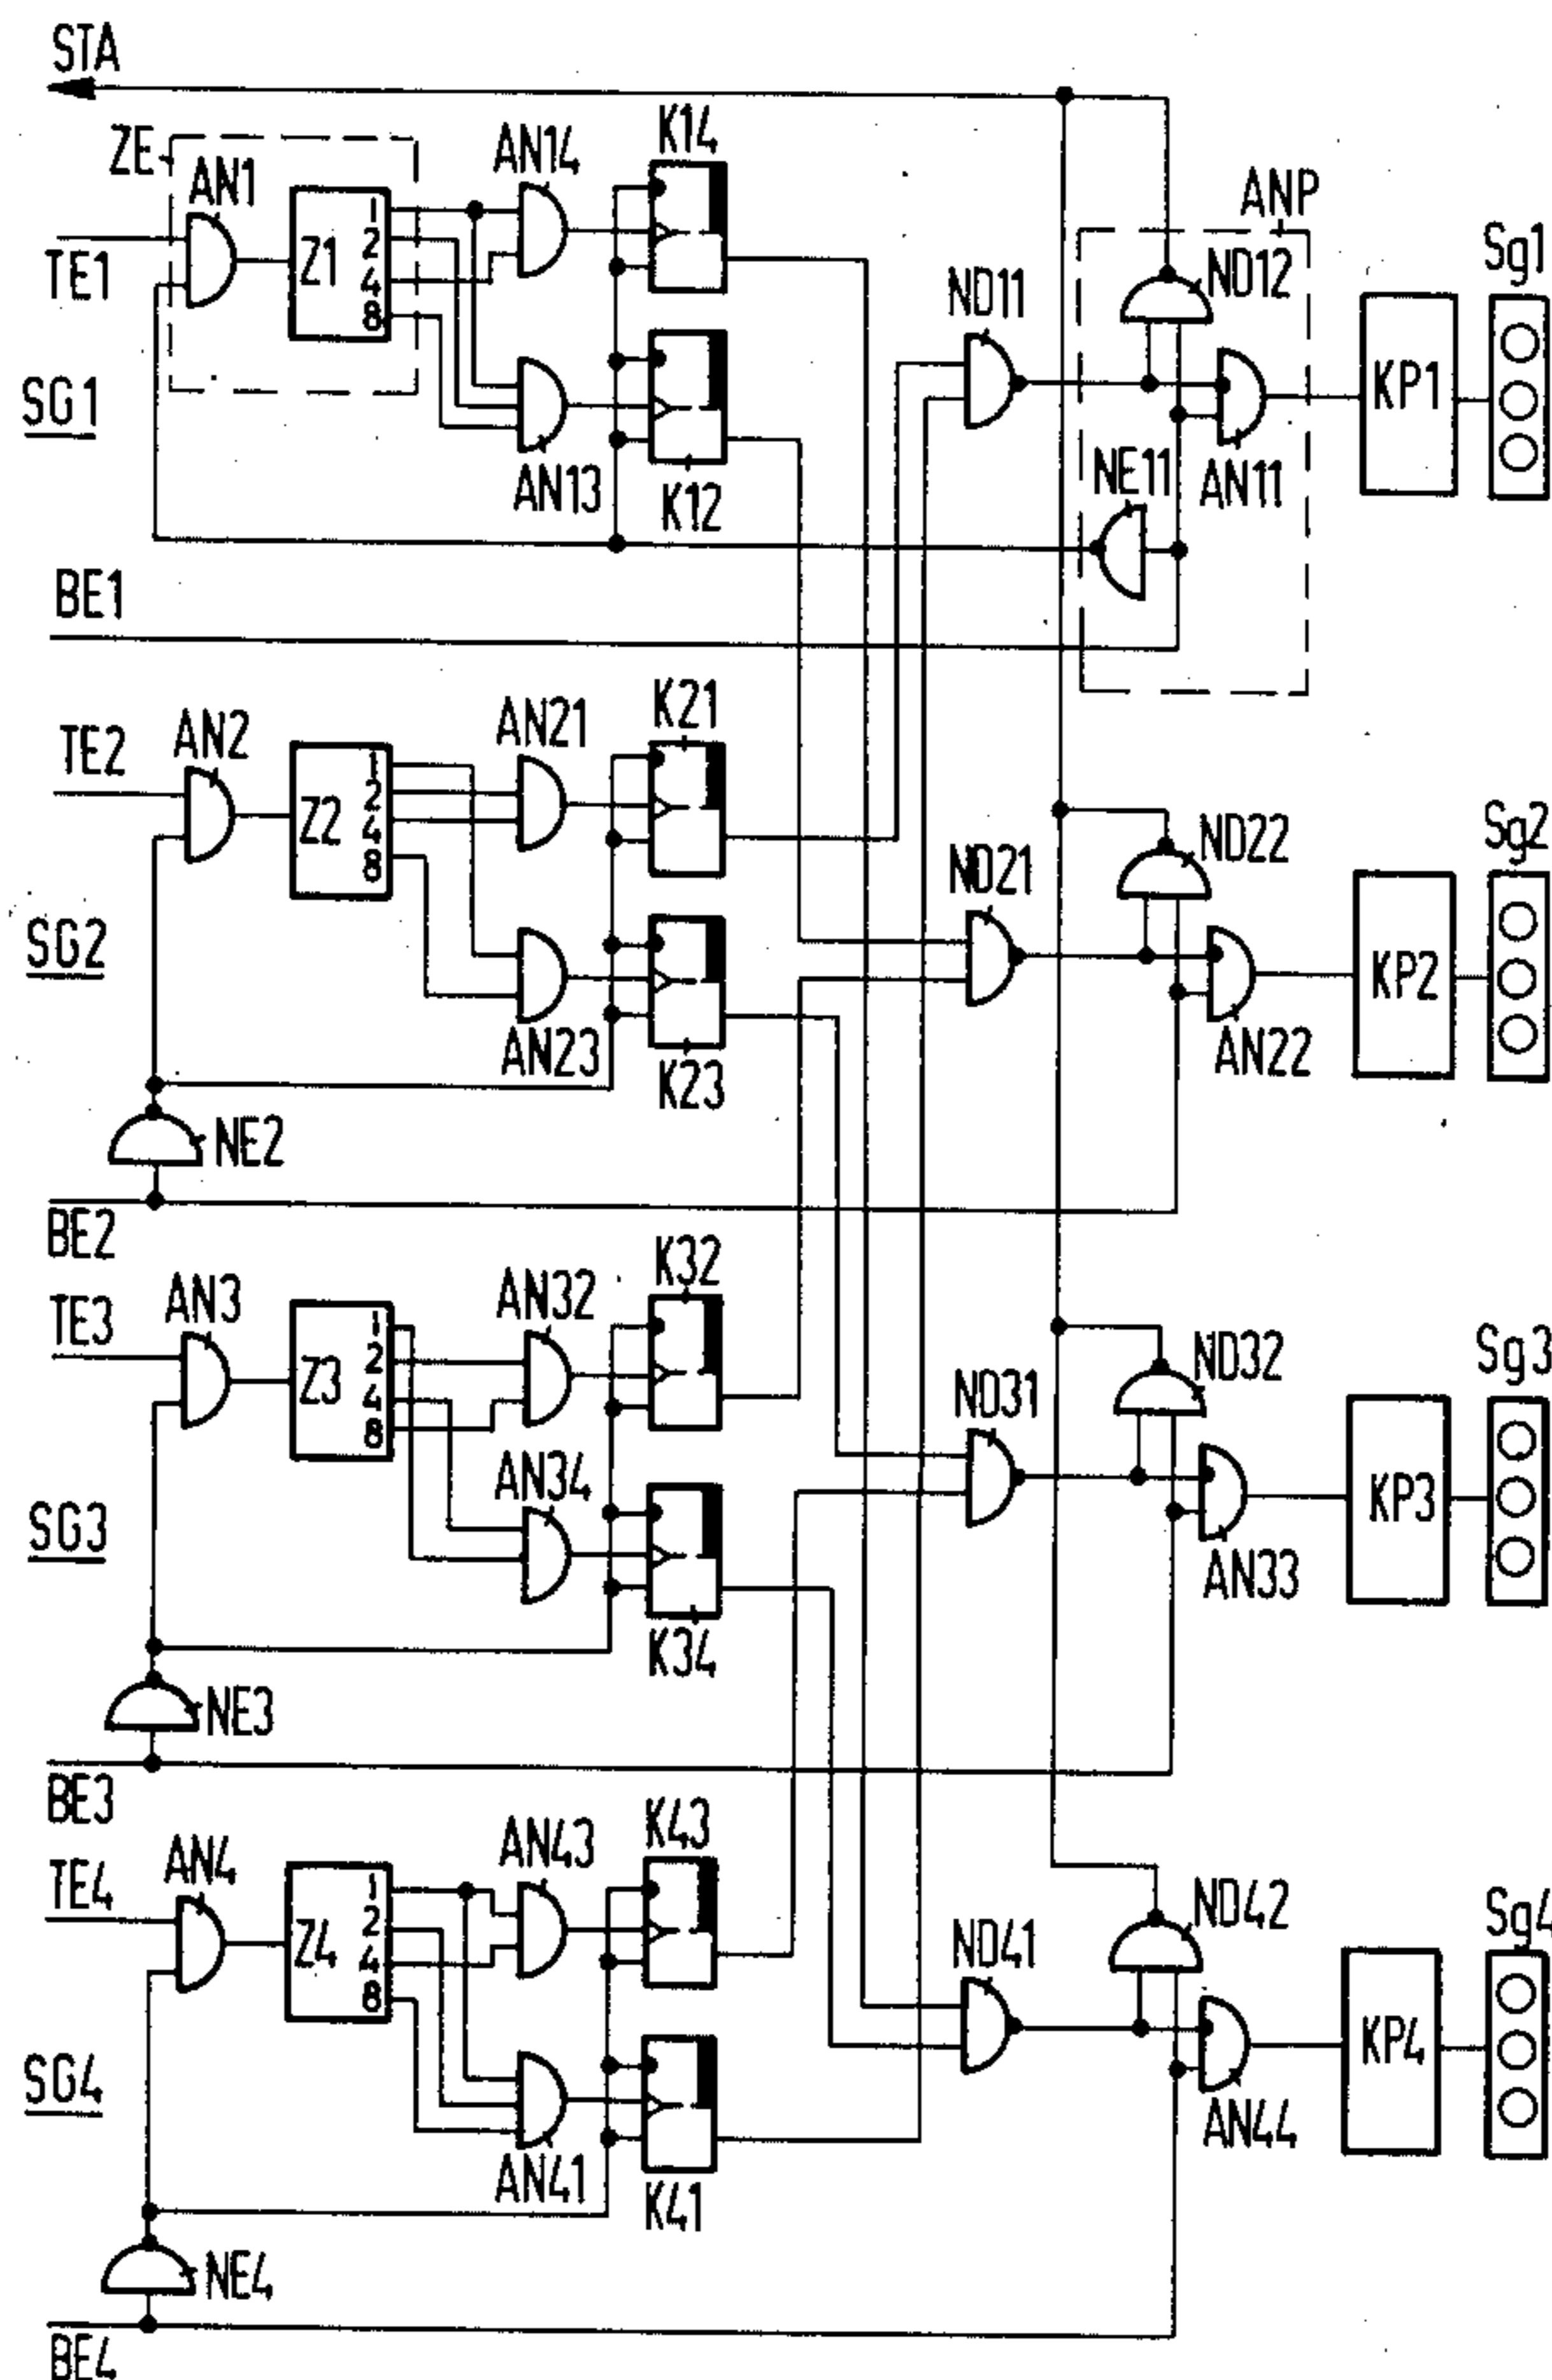 STA
ZE
AN1
TE1
Z1
1
2
4
8
AN14
K14
AN13
K12
SG1
BE1
ND11
ANP
ND12
NE11
AN11
KP1
Sg1
TE2
AN2
Z2
1
2
4
8
AN21
K21
AN23
K23
SG2
NE2
BE2
ND21
ND22
AN22
KP2
Sg2
TE3
AN3
Z3
1
2
4
8
AN32
K32
AN34
K34
SG3
NE3
BE3
ND31
ND32
AN33
KP3
Sg3
TE4
AN4
Z4
1
2
4
8
AN43
K43
AN41
K41
SG4
NE4
BE4
ND41
ND42
AN44
KP4
Sg4